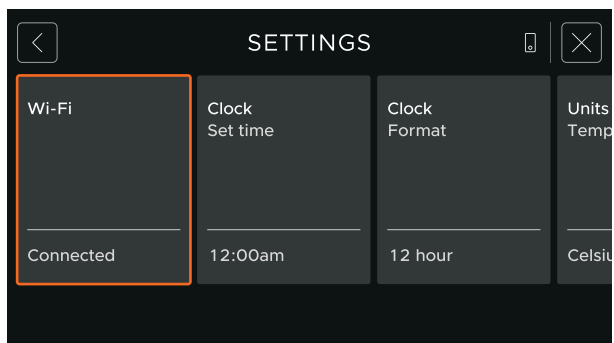 SETTINGS
Wi-Fi
Connected
Clock
Set time
12:00am
Clock
Format
12 hour
Units